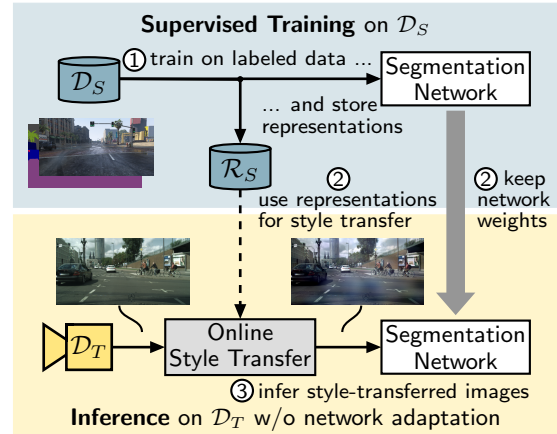 Supervised Training on 𝒟_S
① train on labeled data ...
𝒟_S
Segmentation
Network
... and store
representations
ℛ_S
② use representations
for style transfer
② keep
network
weights
𝒟_T
Online
Style Transfer
Segmentation
Network
③ infer style-transferred images
Inference on 𝒟_T w/o network adaptation